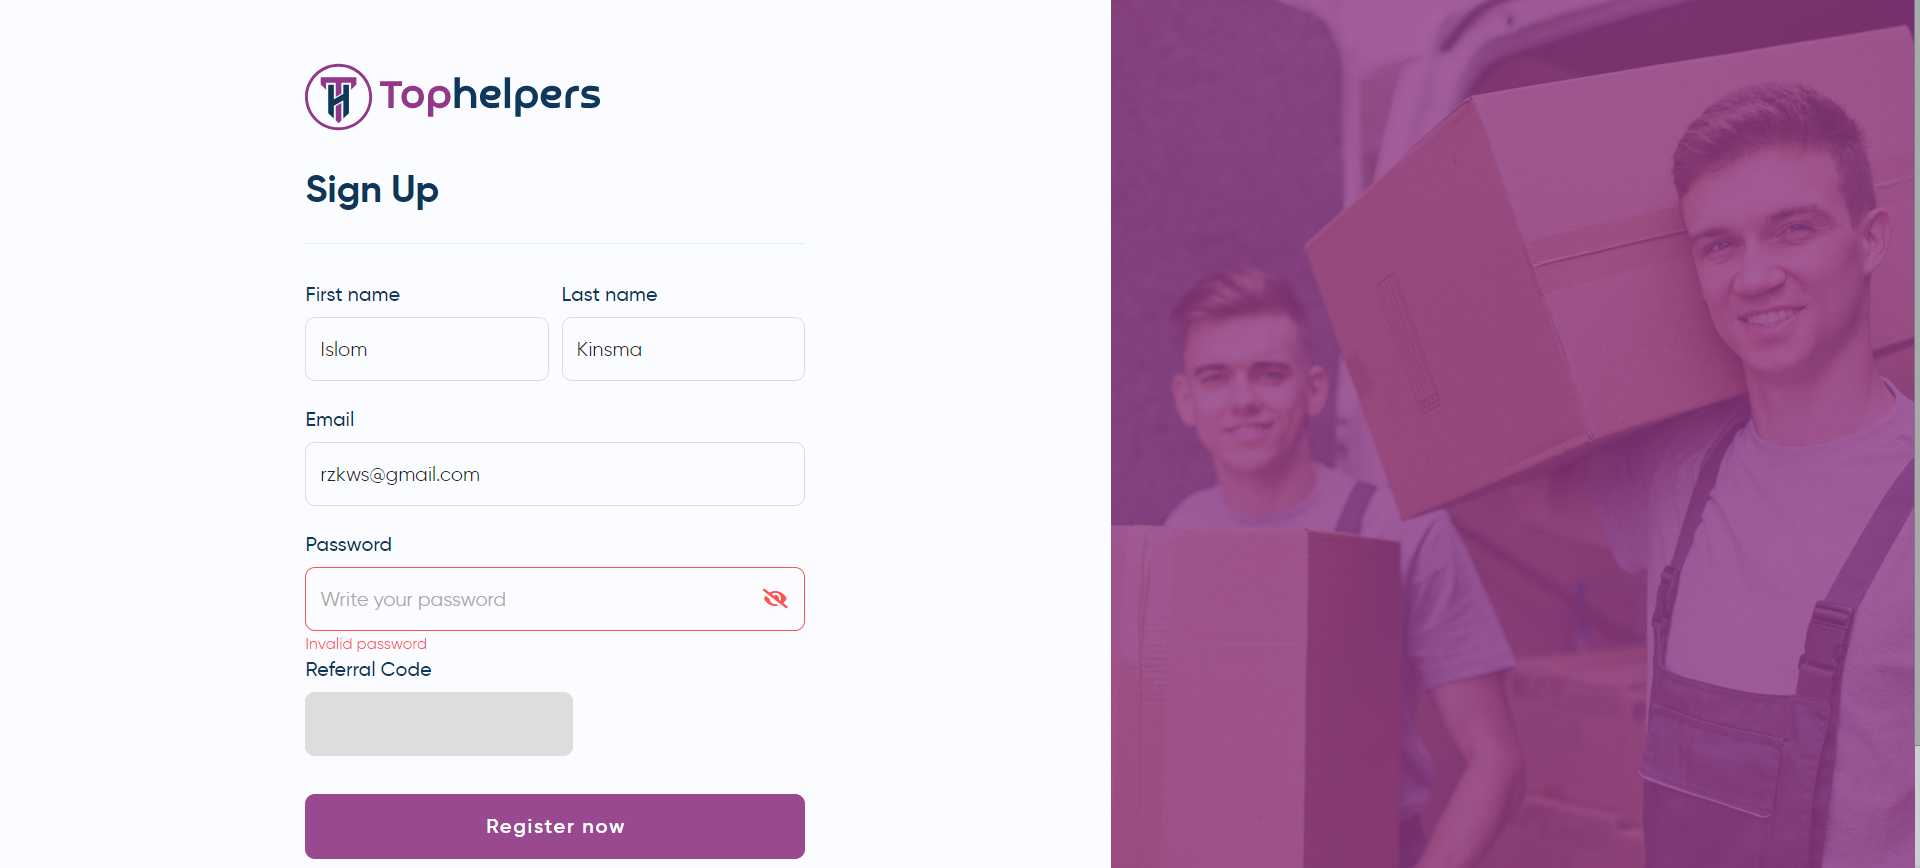 Tophelpers
Sign Up
First name Last name
Islom Kinsma
Email
rzkws@gmail.com
Password
Write your password
Invalid password
Referral Code
Register now